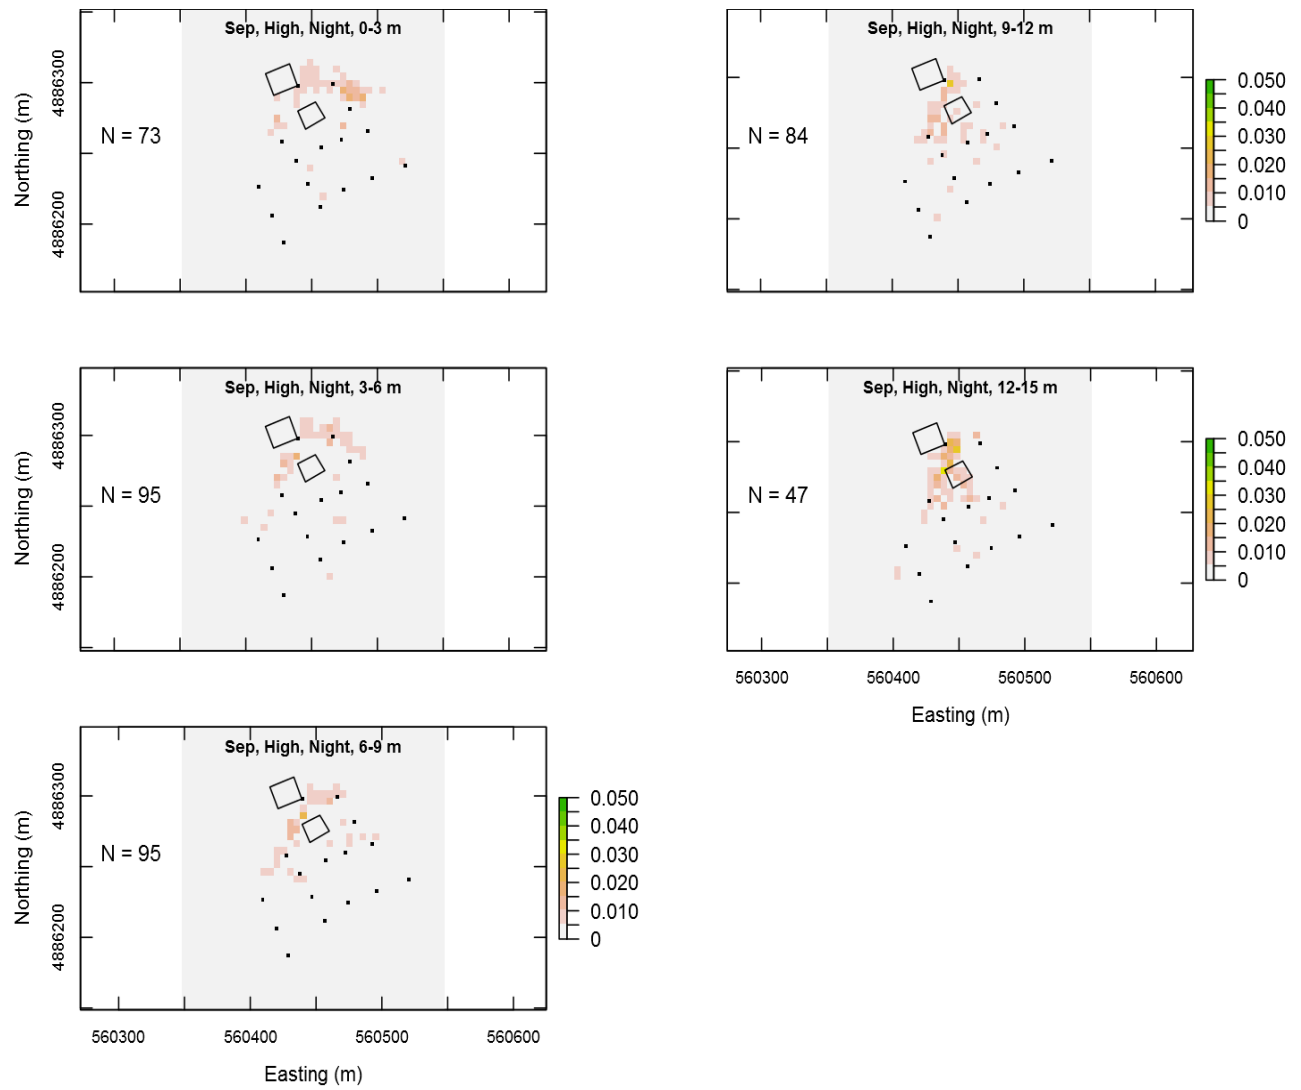 Sep, High, Night, 0-3 m
N = 73
Northing (m)
4886300
4886200
Sep, High, Night, 9-12 m
N = 84
0.050
0.040
0.030
0.020
0.010
0
Sep, High, Night, 3-6 m
N = 95
Northing (m)
4886300
4886200
Sep, High, Night, 12-15 m
N = 47
0.050
0.040
0.030
0.020
0.010
0
560300 560400 560500 560600
Easting (m)
Sep, High, Night, 6-9 m
N = 95
Northing (m)
4886300
4886200
0.050
0.040
0.030
0.020
0.010
0
560300 560400 560500 560600
Easting (m)